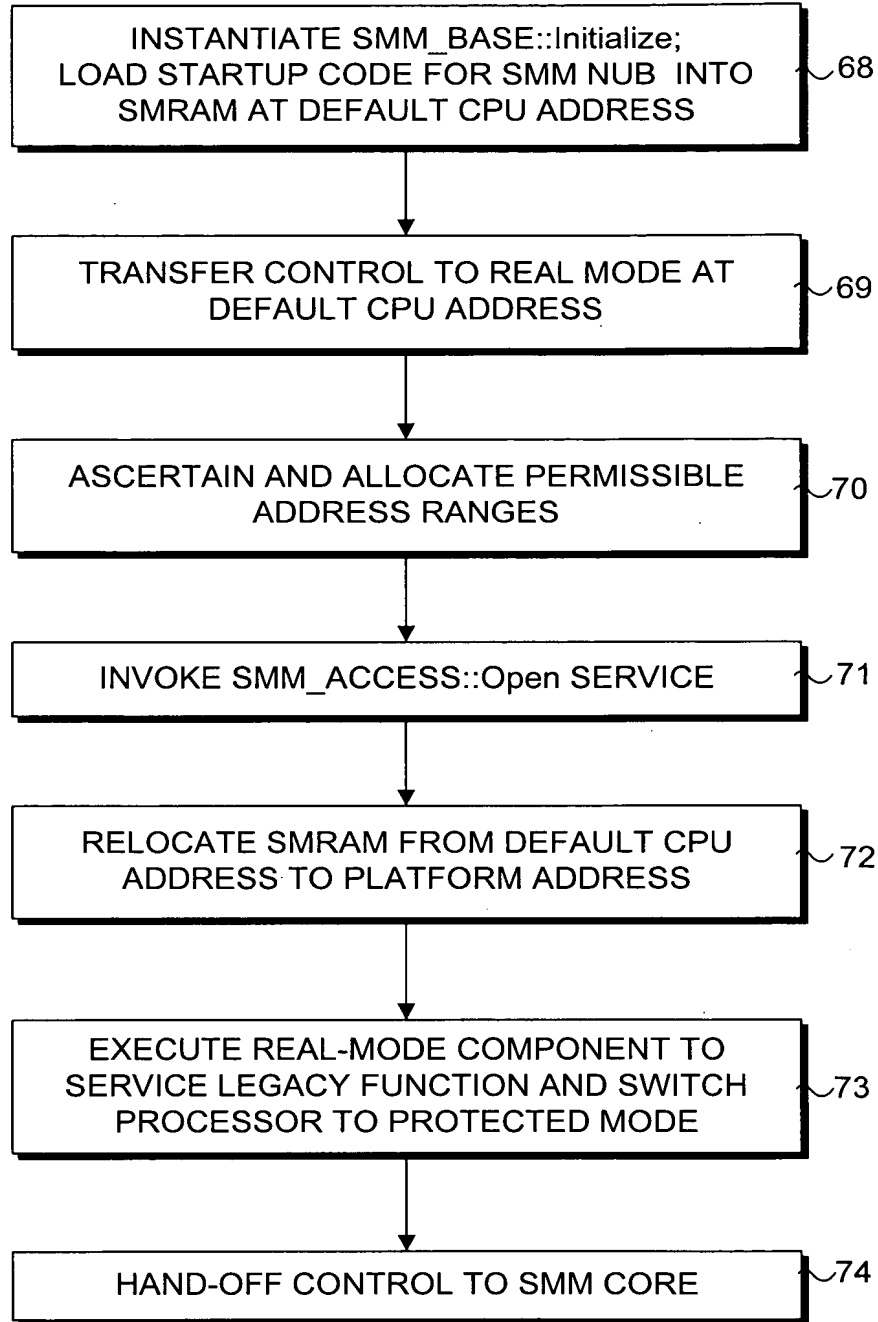 INSTANTIATE SMM_BASE::Initialize;
LOAD STARTUP CODE FOR SMM NUB INTO
SMRAM AT DEFAULT CPU ADDRESS
68
TRANSFER CONTROL TO REAL MODE AT
DEFAULT CPU ADDRESS
69
ASCERTAIN AND ALLOCATE PERMISSIBLE
ADDRESS RANGES
70
INVOKE SMM_ACCESS::Open SERVICE
71
RELOCATE SMRAM FROM DEFAULT CPU
ADDRESS TO PLATFORM ADDRESS
72
EXECUTE REAL-MODE COMPONENT TO
SERVICE LEGACY FUNCTION AND SWITCH
PROCESSOR TO PROTECTED MODE
73
HAND-OFF CONTROL TO SMM CORE
74